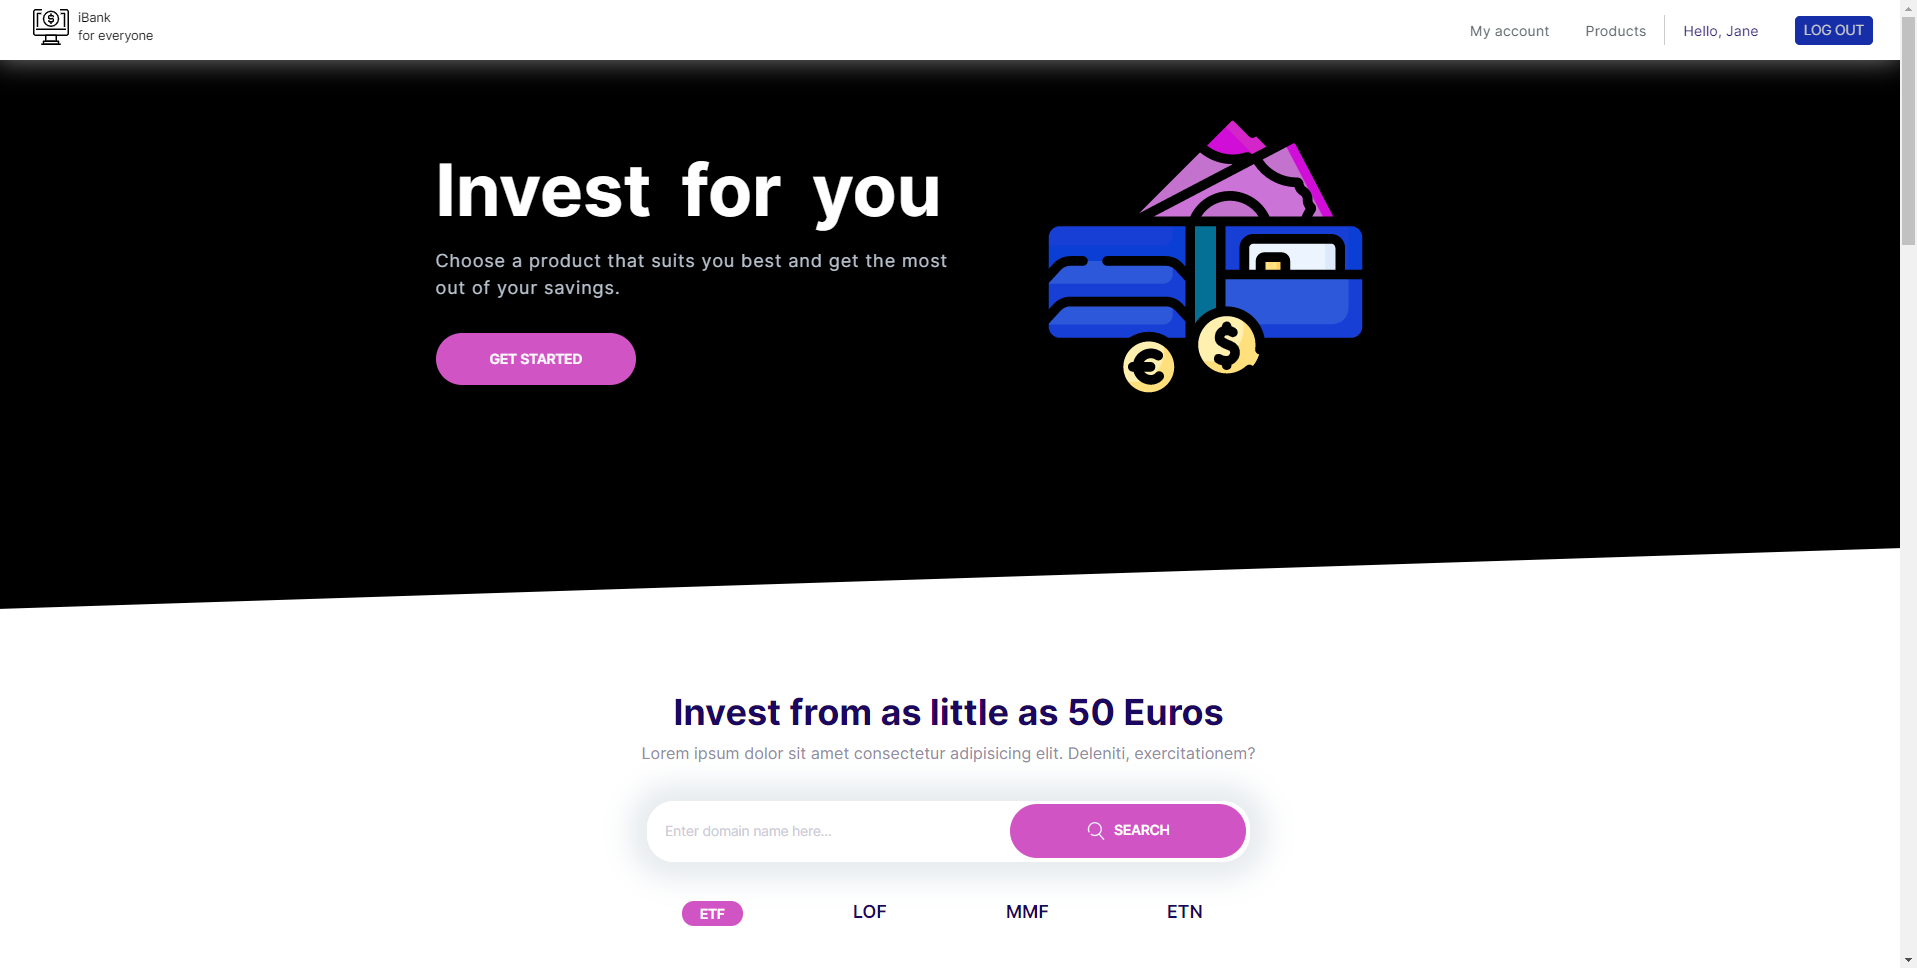 iBank
for everyone
My account
Products
Hello, Jane
LOG OUT
Invest for you
Choose a product that suits you best and get the most
out of your savings.
GET STARTED
Invest from as little as 50 Euros
Lorem ipsum dolor sit amet consectetur adipisicing elit. Deleniti, exercitationem?
Enter domain name here...
SEARCH
ETF
LOF
MMF
ETN